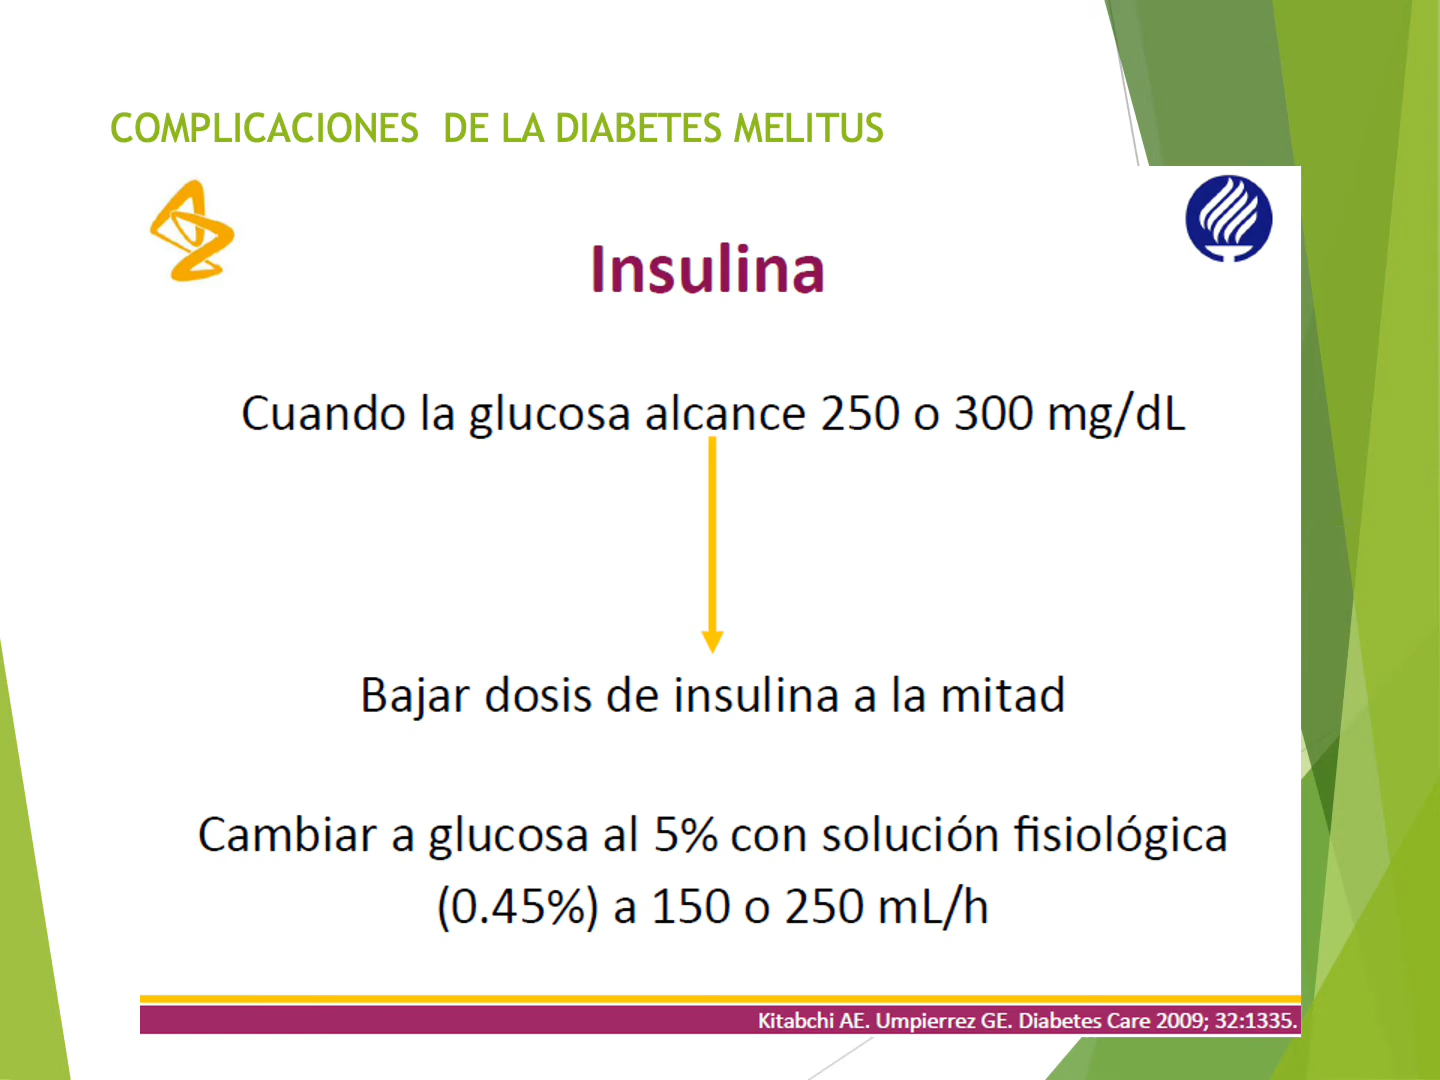 COMPLICACIONES DE LA DIABETES MELITUS
Insulina
Cuando la glucosa alcance 250 o 300 mg/dL
Bajar dosis de insulina a la mitad
Cambiar a glucosa al 5% con solución fisiológica
(0.45%) a 150 o 250 mL/h
Kitabchi AE. Umpierrez GE. Diabetes Care 2009; 32:1335.